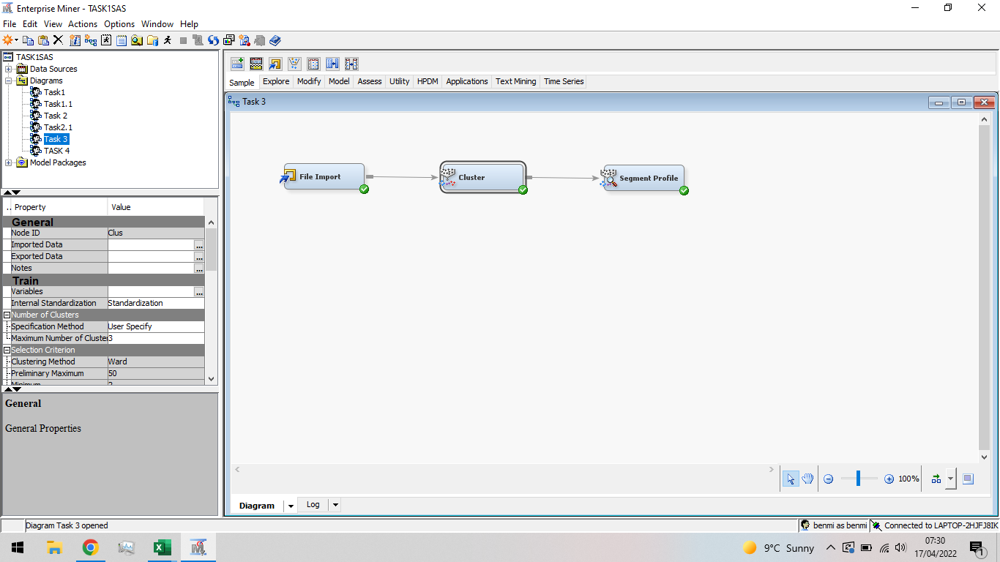 Enterprise Miner - TASK1SAS
File Edit View Actions Options Window Help
TASK1SAS
Data Sources
Diagrams
Task1
Task1.1
Task 2
Task2.1
Task 3
TASK 4
Model Packages
.. Property Value
General
Node ID Clus
Imported Data ...
Exported Data ...
Notes ...
Train
Variables ...
Internal Standardization Standardization
Number of Clusters
Specification Method User Specify
Maximum Number of Cluster 3
Selection Criterion
Clustering Method Ward
Preliminary Maximum 50
Minimum 2
General
General Properties
Sample Explore Modify Model Assess Utility HPDM Applications Text Mining Time Series
Task 3
File Import
Cluster
Segment Profile
100%
Diagram Log
Diagram Task 3 opened
benmi as benmi
Connected to LAPTOP-2HJFJ8IK
9°C Sunny
07:30
17/04/2022
1